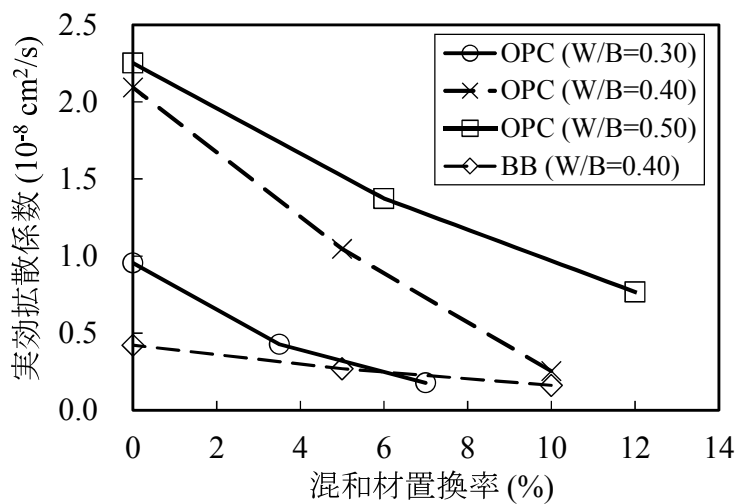 実効拡散係数 (10⁻⁸ cm²/s)
2.5
2.0
1.5
1.0
0.5
0.0
OPC (W/B=0.30)
OPC (W/B=0.40)
OPC (W/B=0.50)
BB (W/B=0.40)
0 2 4 6 8 10 12 14
混和材置換率 (%)